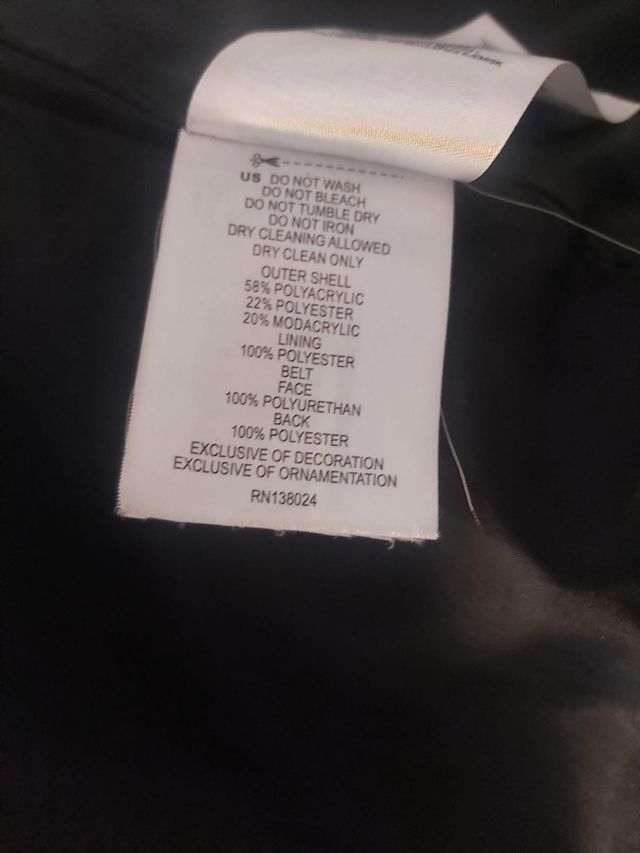 US DO NOT WASH
DO NOT BLEACH
DO NOT TUMBLE DRY
DO NOT IRON
DRY CLEANING ALLOWED
DRY CLEAN ONLY
OUTER SHELL
58% POLYACRYLIC
22% POLYESTER
20% MODACRYLIC
LINING
100% POLYESTER
BELT
FACE
100% POLYURETHAN
BACK
100% POLYESTER
EXCLUSIVE OF DECORATION
EXCLUSIVE OF ORNAMENTATION
RN138024